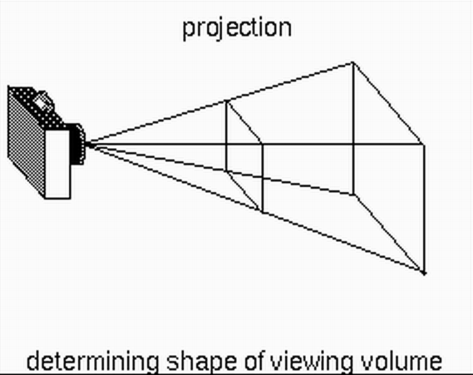 projection
determining shape of viewing volume